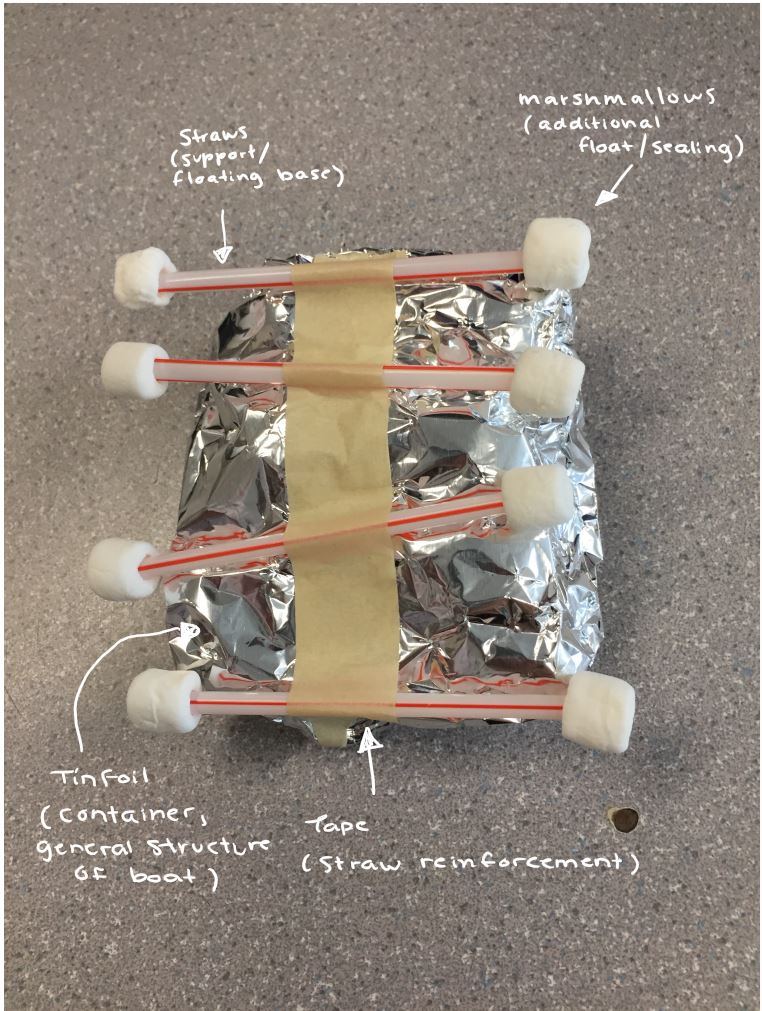 Straws
(support/
floating base)
marshmallows
(additional
float/sealing)
Tinfoil
(container,
general structure
of boat)
Tape
(straw reinforcement)